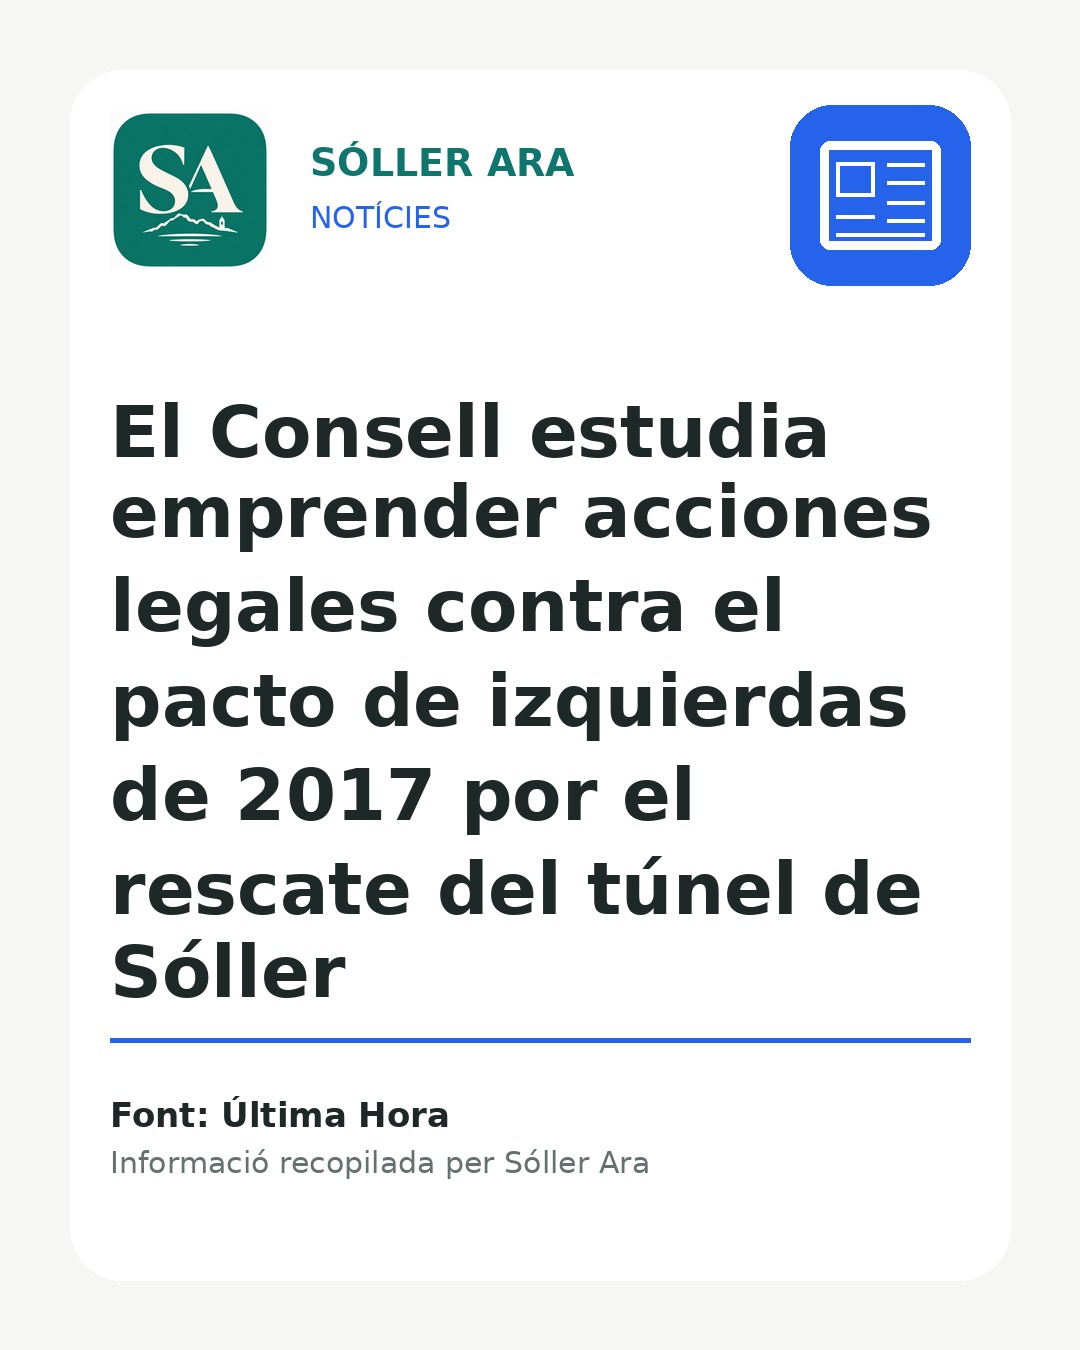 SA
SÓLLER ARA
NOTÍCIES
El Consell estudia
emprender acciones
legales contra el
pacto de izquierdas
de 2017 por el
rescate del túnel de
Sóller
Font: Última Hora
Informació recopilada per Sóller Ara